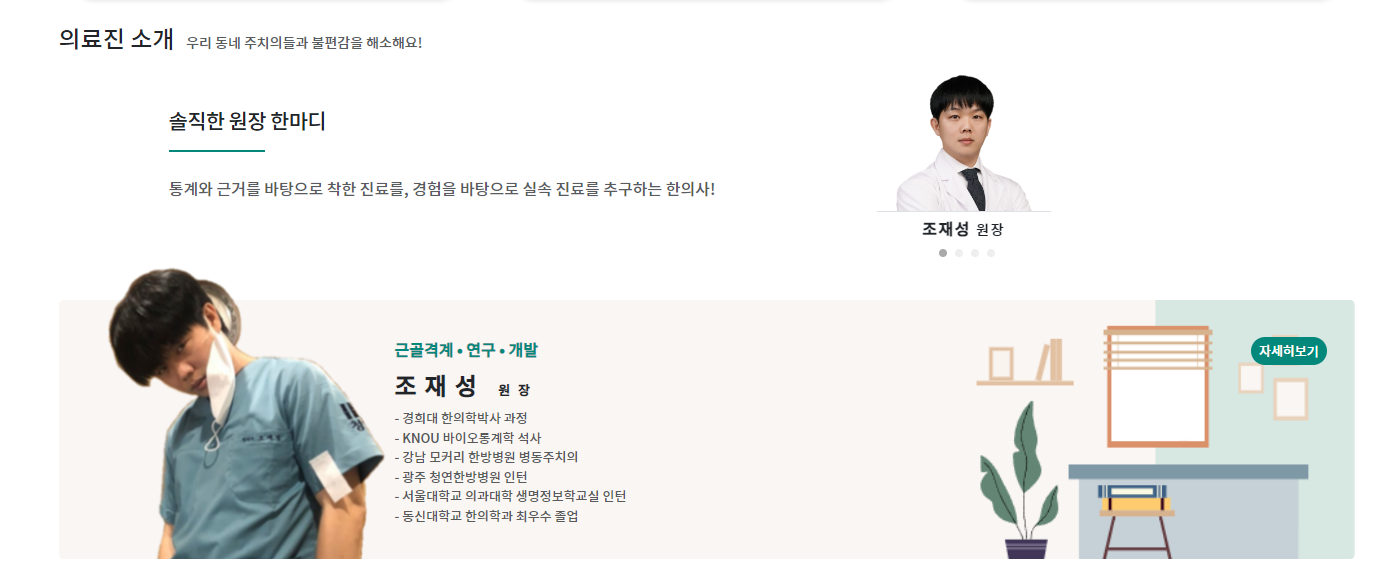 의료진 소개 우리 동네 주치의들과 불편감을 해소해요!
솔직한 원장 한마디
통계와 근거를 바탕으로 착한 진료를, 경험을 바탕으로 실속 진료를 추구하는 한의사!
조재성 원장
근골격계 • 연구 • 개발
자세히보기
조재성 원장
- 경희대 한의학박사 과정
- KNOU 바이오통계학 석사
- 강남 모커리 한방병원 병동주치의
- 광주 청연한방병원 인턴
- 서울대학교 의과대학 생명정보학교실 인턴
- 동신대학교 한의학과 최우수 졸업